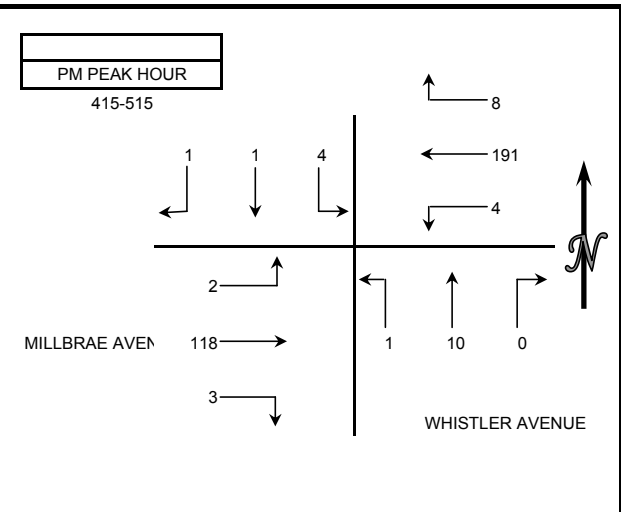 PM PEAK HOUR
415-515
8
1 1 4
191
4
N
2
MILLBRAE AVEN 118
1 10 0
3
WHISTLER AVENUE